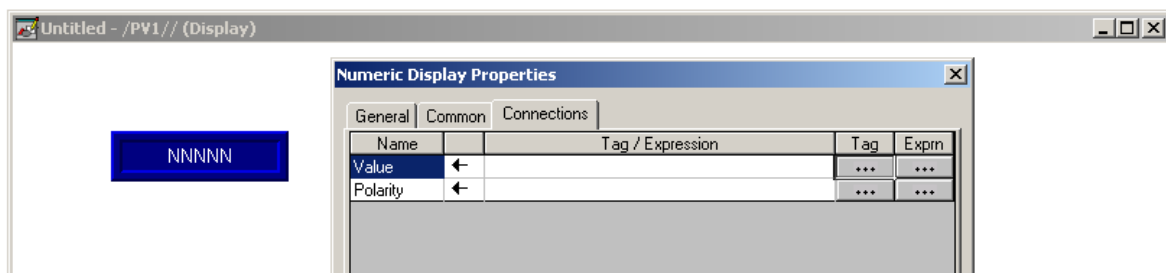 Untitled - /PV1// (Display)
Numeric Display Properties
General Common Connections
NNNNN
Name Tag / Expression Tag Exprn
Value ... ...
Polarity ... ...